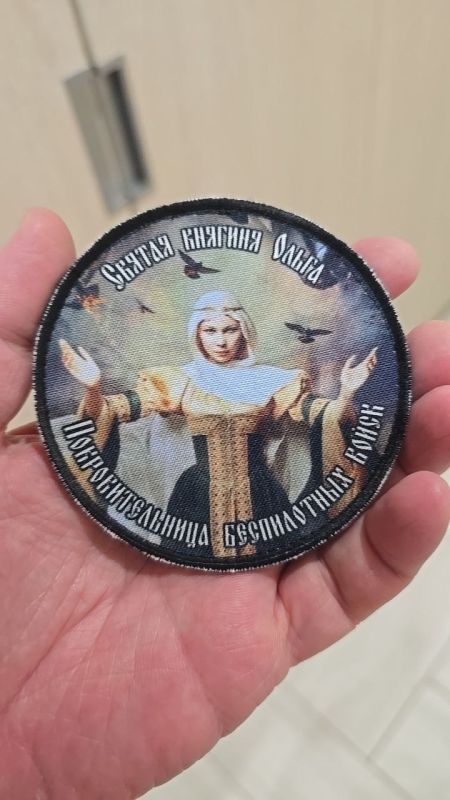 Святая княгиня Ольга
Покровительница беспилотных войск